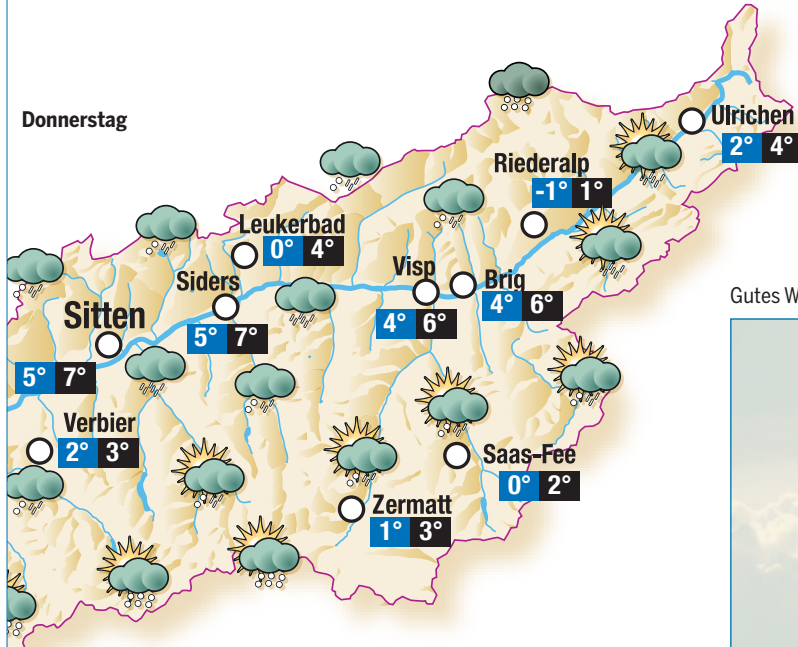 Donnerstag
Ulrichen
2° 4°
Riederalp
-1° 1°
Leukerbad
0° 4°
Visp
4° 6°
Brig
4° 6°
Siders
5° 7°
Sitten
5° 7°
Verbier
2° 3°
Saas-Fee
0° 2°
Zermatt
1° 3°
Gutes W